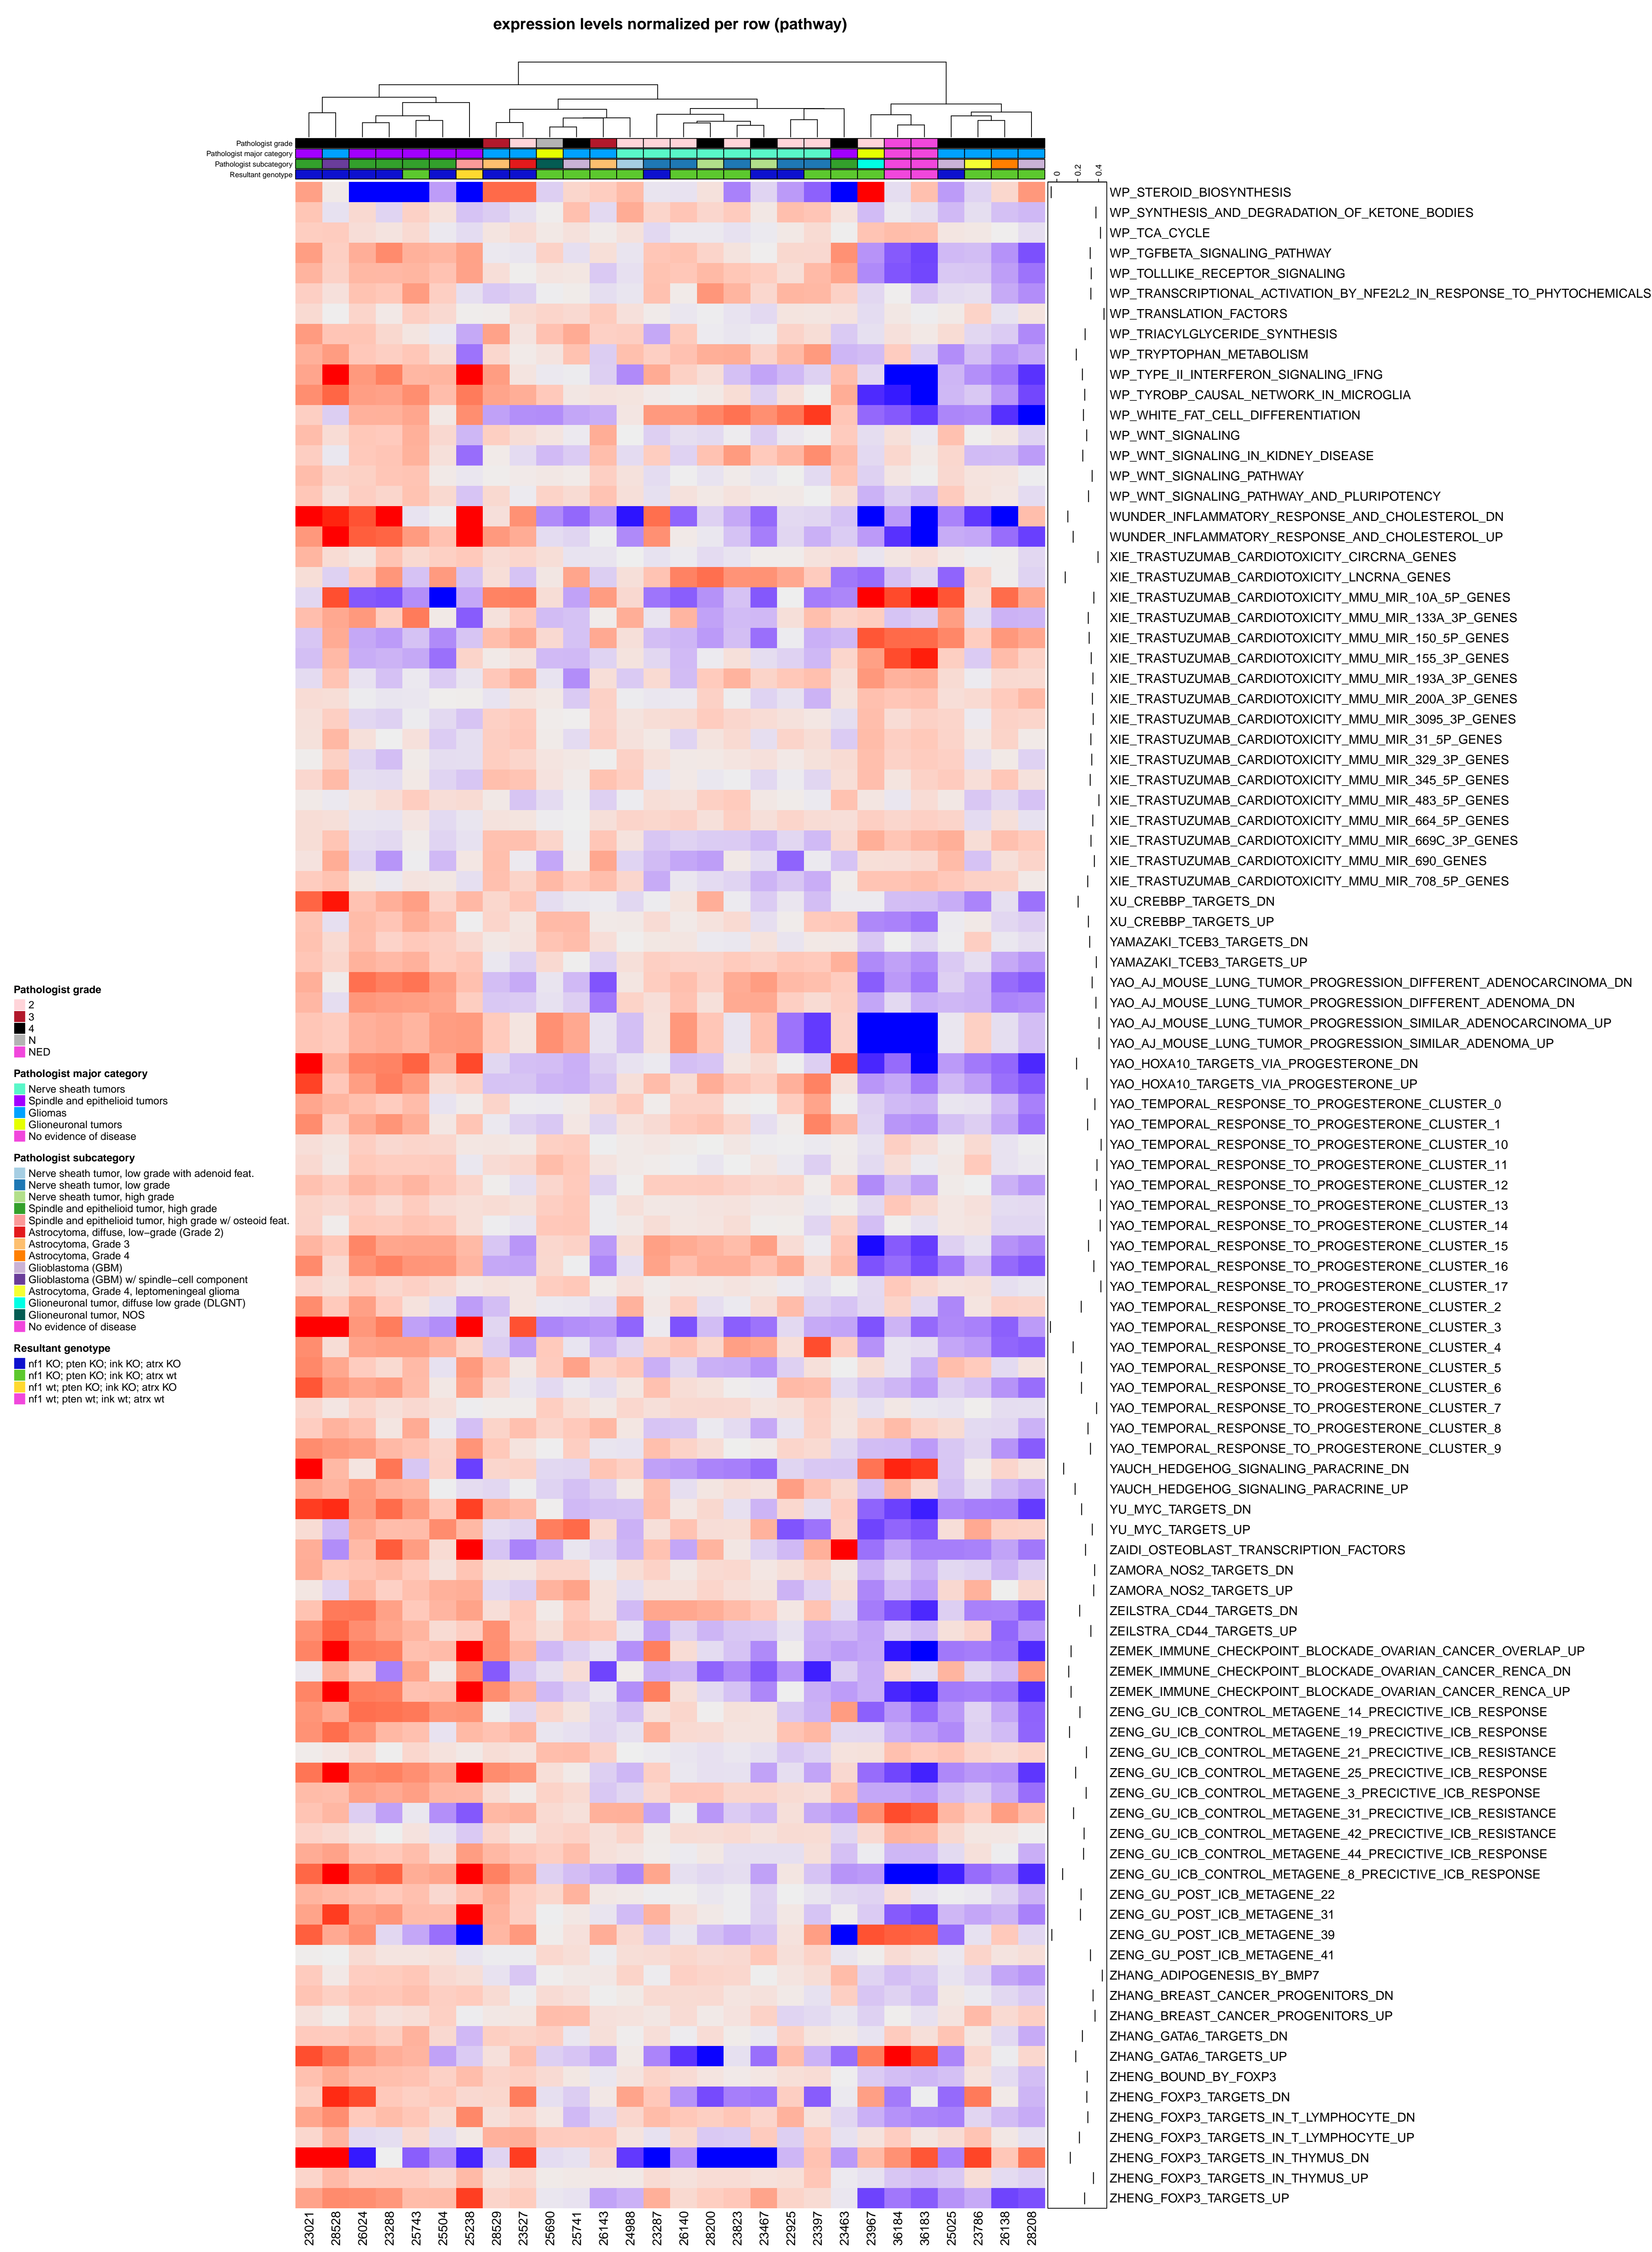 expression levels normalized per row (pathway)
Pathologist grade
Pathologist major category
Pathologist subcategory
Resultant genotype
0
0.2
0.4
WP_STEROID_BIOSYNTHESIS
WP_SYNTHESIS_AND_DEGRADATION_OF_KETONE_BODIES
WP_TCA_CYCLE
WP_TGFBETA_SIGNALING_PATHWAY
WP_TOLLLIKE_RECEPTOR_SIGNALING
WP_TRANSCRIPTIONAL_ACTIVATION_BY_NFE2L2_IN_RESPONSE_TO_PHYTOCHEMICALS
WP_TRANSLATION_FACTORS
WP_TRIACYLGLYCERIDE_SYNTHESIS
WP_TRYPTOPHAN_METABOLISM
WP_TYPE_II_INTERFERON_SIGNALING_IFNG
WP_TYROBP_CAUSAL_NETWORK_IN_MICROGLIA
WP_WHITE_FAT_CELL_DIFFERENTIATION
WP_WNT_SIGNALING
WP_WNT_SIGNALING_IN_KIDNEY_DISEASE
WP_WNT_SIGNALING_PATHWAY
WP_WNT_SIGNALING_PATHWAY_AND_PLURIPOTENCY
WUNDER_INFLAMMATORY_RESPONSE_AND_CHOLESTEROL_DN
WUNDER_INFLAMMATORY_RESPONSE_AND_CHOLESTEROL_UP
XIE_TRASTUZUMAB_CARDIOTOXICITY_CIRCRNA_GENES
XIE_TRASTUZUMAB_CARDIOTOXICITY_LNCRNA_GENES
XIE_TRASTUZUMAB_CARDIOTOXICITY_MMU_MIR_10A_5P_GENES
XIE_TRASTUZUMAB_CARDIOTOXICITY_MMU_MIR_133A_3P_GENES
XIE_TRASTUZUMAB_CARDIOTOXICITY_MMU_MIR_150_5P_GENES
XIE_TRASTUZUMAB_CARDIOTOXICITY_MMU_MIR_155_3P_GENES
XIE_TRASTUZUMAB_CARDIOTOXICITY_MMU_MIR_193A_3P_GENES
XIE_TRASTUZUMAB_CARDIOTOXICITY_MMU_MIR_200A_3P_GENES
XIE_TRASTUZUMAB_CARDIOTOXICITY_MMU_MIR_3095_3P_GENES
XIE_TRASTUZUMAB_CARDIOTOXICITY_MMU_MIR_31_5P_GENES
XIE_TRASTUZUMAB_CARDIOTOXICITY_MMU_MIR_329_3P_GENES
XIE_TRASTUZUMAB_CARDIOTOXICITY_MMU_MIR_345_5P_GENES
XIE_TRASTUZUMAB_CARDIOTOXICITY_MMU_MIR_483_5P_GENES
XIE_TRASTUZUMAB_CARDIOTOXICITY_MMU_MIR_664_5P_GENES
XIE_TRASTUZUMAB_CARDIOTOXICITY_MMU_MIR_669C_3P_GENES
XIE_TRASTUZUMAB_CARDIOTOXICITY_MMU_MIR_690_GENES
XIE_TRASTUZUMAB_CARDIOTOXICITY_MMU_MIR_708_5P_GENES
XU_CREBBP_TARGETS_DN
XU_CREBBP_TARGETS_UP
YAMAZAKI_TCEB3_TARGETS_DN
YAMAZAKI_TCEB3_TARGETS_UP
YAO_AJ_MOUSE_LUNG_TUMOR_PROGRESSION_DIFFERENT_ADENOCARCINOMA_DN
YAO_AJ_MOUSE_LUNG_TUMOR_PROGRESSION_DIFFERENT_ADENOMA_DN
YAO_AJ_MOUSE_LUNG_TUMOR_PROGRESSION_SIMILAR_ADENOCARCINOMA_UP
YAO_AJ_MOUSE_LUNG_TUMOR_PROGRESSION_SIMILAR_ADENOMA_UP
YAO_HOXA10_TARGETS_VIA_PROGESTERONE_DN
YAO_HOXA10_TARGETS_VIA_PROGESTERONE_UP
YAO_TEMPORAL_RESPONSE_TO_PROGESTERONE_CLUSTER_0
YAO_TEMPORAL_RESPONSE_TO_PROGESTERONE_CLUSTER_1
YAO_TEMPORAL_RESPONSE_TO_PROGESTERONE_CLUSTER_10
YAO_TEMPORAL_RESPONSE_TO_PROGESTERONE_CLUSTER_11
YAO_TEMPORAL_RESPONSE_TO_PROGESTERONE_CLUSTER_12
YAO_TEMPORAL_RESPONSE_TO_PROGESTERONE_CLUSTER_13
YAO_TEMPORAL_RESPONSE_TO_PROGESTERONE_CLUSTER_14
YAO_TEMPORAL_RESPONSE_TO_PROGESTERONE_CLUSTER_15
YAO_TEMPORAL_RESPONSE_TO_PROGESTERONE_CLUSTER_16
YAO_TEMPORAL_RESPONSE_TO_PROGESTERONE_CLUSTER_17
YAO_TEMPORAL_RESPONSE_TO_PROGESTERONE_CLUSTER_2
YAO_TEMPORAL_RESPONSE_TO_PROGESTERONE_CLUSTER_3
YAO_TEMPORAL_RESPONSE_TO_PROGESTERONE_CLUSTER_4
YAO_TEMPORAL_RESPONSE_TO_PROGESTERONE_CLUSTER_5
YAO_TEMPORAL_RESPONSE_TO_PROGESTERONE_CLUSTER_6
YAO_TEMPORAL_RESPONSE_TO_PROGESTERONE_CLUSTER_7
YAO_TEMPORAL_RESPONSE_TO_PROGESTERONE_CLUSTER_8
YAO_TEMPORAL_RESPONSE_TO_PROGESTERONE_CLUSTER_9
YAUCH_HEDGEHOG_SIGNALING_PARACRINE_DN
YAUCH_HEDGEHOG_SIGNALING_PARACRINE_UP
YU_MYC_TARGETS_DN
YU_MYC_TARGETS_UP
ZAIDI_OSTEOBLAST_TRANSCRIPTION_FACTORS
ZAMORA_NOS2_TARGETS_DN
ZAMORA_NOS2_TARGETS_UP
ZEILSTRA_CD44_TARGETS_DN
ZEILSTRA_CD44_TARGETS_UP
ZEMEK_IMMUNE_CHECKPOINT_BLOCKADE_OVARIAN_CANCER_OVERLAP_UP
ZEMEK_IMMUNE_CHECKPOINT_BLOCKADE_OVARIAN_CANCER_RENCA_DN
ZEMEK_IMMUNE_CHECKPOINT_BLOCKADE_OVARIAN_CANCER_RENCA_UP
ZENG_GU_ICB_CONTROL_METAGENE_14_PRECICTIVE_ICB_RESPONSE
ZENG_GU_ICB_CONTROL_METAGENE_19_PRECICTIVE_ICB_RESPONSE
ZENG_GU_ICB_CONTROL_METAGENE_21_PRECICTIVE_ICB_RESISTANCE
ZENG_GU_ICB_CONTROL_METAGENE_25_PRECICTIVE_ICB_RESPONSE
ZENG_GU_ICB_CONTROL_METAGENE_3_PRECICTIVE_ICB_RESPONSE
ZENG_GU_ICB_CONTROL_METAGENE_31_PRECICTIVE_ICB_RESISTANCE
ZENG_GU_ICB_CONTROL_METAGENE_42_PRECICTIVE_ICB_RESISTANCE
ZENG_GU_ICB_CONTROL_METAGENE_44_PRECICTIVE_ICB_RESPONSE
ZENG_GU_ICB_CONTROL_METAGENE_8_PRECICTIVE_ICB_RESPONSE
ZENG_GU_POST_ICB_METAGENE_22
ZENG_GU_POST_ICB_METAGENE_31
ZENG_GU_POST_ICB_METAGENE_39
ZENG_GU_POST_ICB_METAGENE_41
ZHANG_ADIPOGENESIS_BY_BMP7
ZHANG_BREAST_CANCER_PROGENITORS_DN
ZHANG_BREAST_CANCER_PROGENITORS_UP
ZHANG_GATA6_TARGETS_DN
ZHANG_GATA6_TARGETS_UP
ZHENG_BOUND_BY_FOXP3
ZHENG_FOXP3_TARGETS_DN
ZHENG_FOXP3_TARGETS_IN_T_LYMPHOCYTE_DN
ZHENG_FOXP3_TARGETS_IN_T_LYMPHOCYTE_UP
ZHENG_FOXP3_TARGETS_IN_THYMUS_DN
ZHENG_FOXP3_TARGETS_IN_THYMUS_UP
ZHENG_FOXP3_TARGETS_UP
Pathologist grade
2
3
4
N
NED
Pathologist major category
Nerve sheath tumors
Spindle and epithelioid tumors
Gliomas
Glioneuronal tumors
No evidence of disease
Pathologist subcategory
Nerve sheath tumor, low grade with adenoid feat.
Nerve sheath tumor, low grade
Nerve sheath tumor, high grade
Spindle and epithelioid tumor, high grade
Spindle and epithelioid tumor, high grade w/ osteoid feat.
Astrocytoma, diffuse, low−grade (Grade 2)
Astrocytoma, Grade 3
Astrocytoma, Grade 4
Glioblastoma (GBM)
Glioblastoma (GBM) w/ spindle−cell component
Astrocytoma, Grade 4, leptomeningeal glioma
Glioneuronal tumor, diffuse low grade (DLGNT)
Glioneuronal tumor, NOS
No evidence of disease
Resultant genotype
nf1 KO; pten KO; ink KO; atrx KO
nf1 KO; pten KO; ink KO; atrx wt
nf1 wt; pten KO; ink KO; atrx KO
nf1 wt; pten wt; ink wt; atrx wt
23021
28528
26024
23288
25743
25504
25238
28529
23527
25690
25741
26143
24988
23287
26140
28200
23823
23467
22925
23397
23463
23967
36184
36183
25025
23786
26138
28208